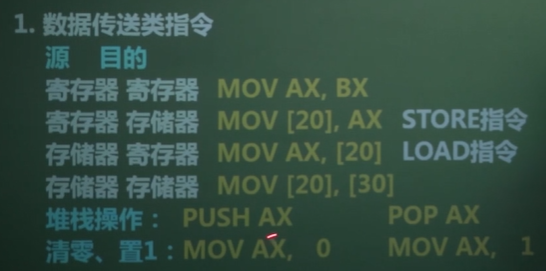 1. 数据传送类指令
源 目的
寄存器 寄存器 MOV AX, BX
寄存器 存储器 MOV [20], AX STORE指令
存储器 寄存器 MOV AX, [20] LOAD指令
存储器 存储器 MOV [20], [30]
堆栈操作： PUSH AX POP AX
清零、置1：MOV AX, 0 MOV AX, 1